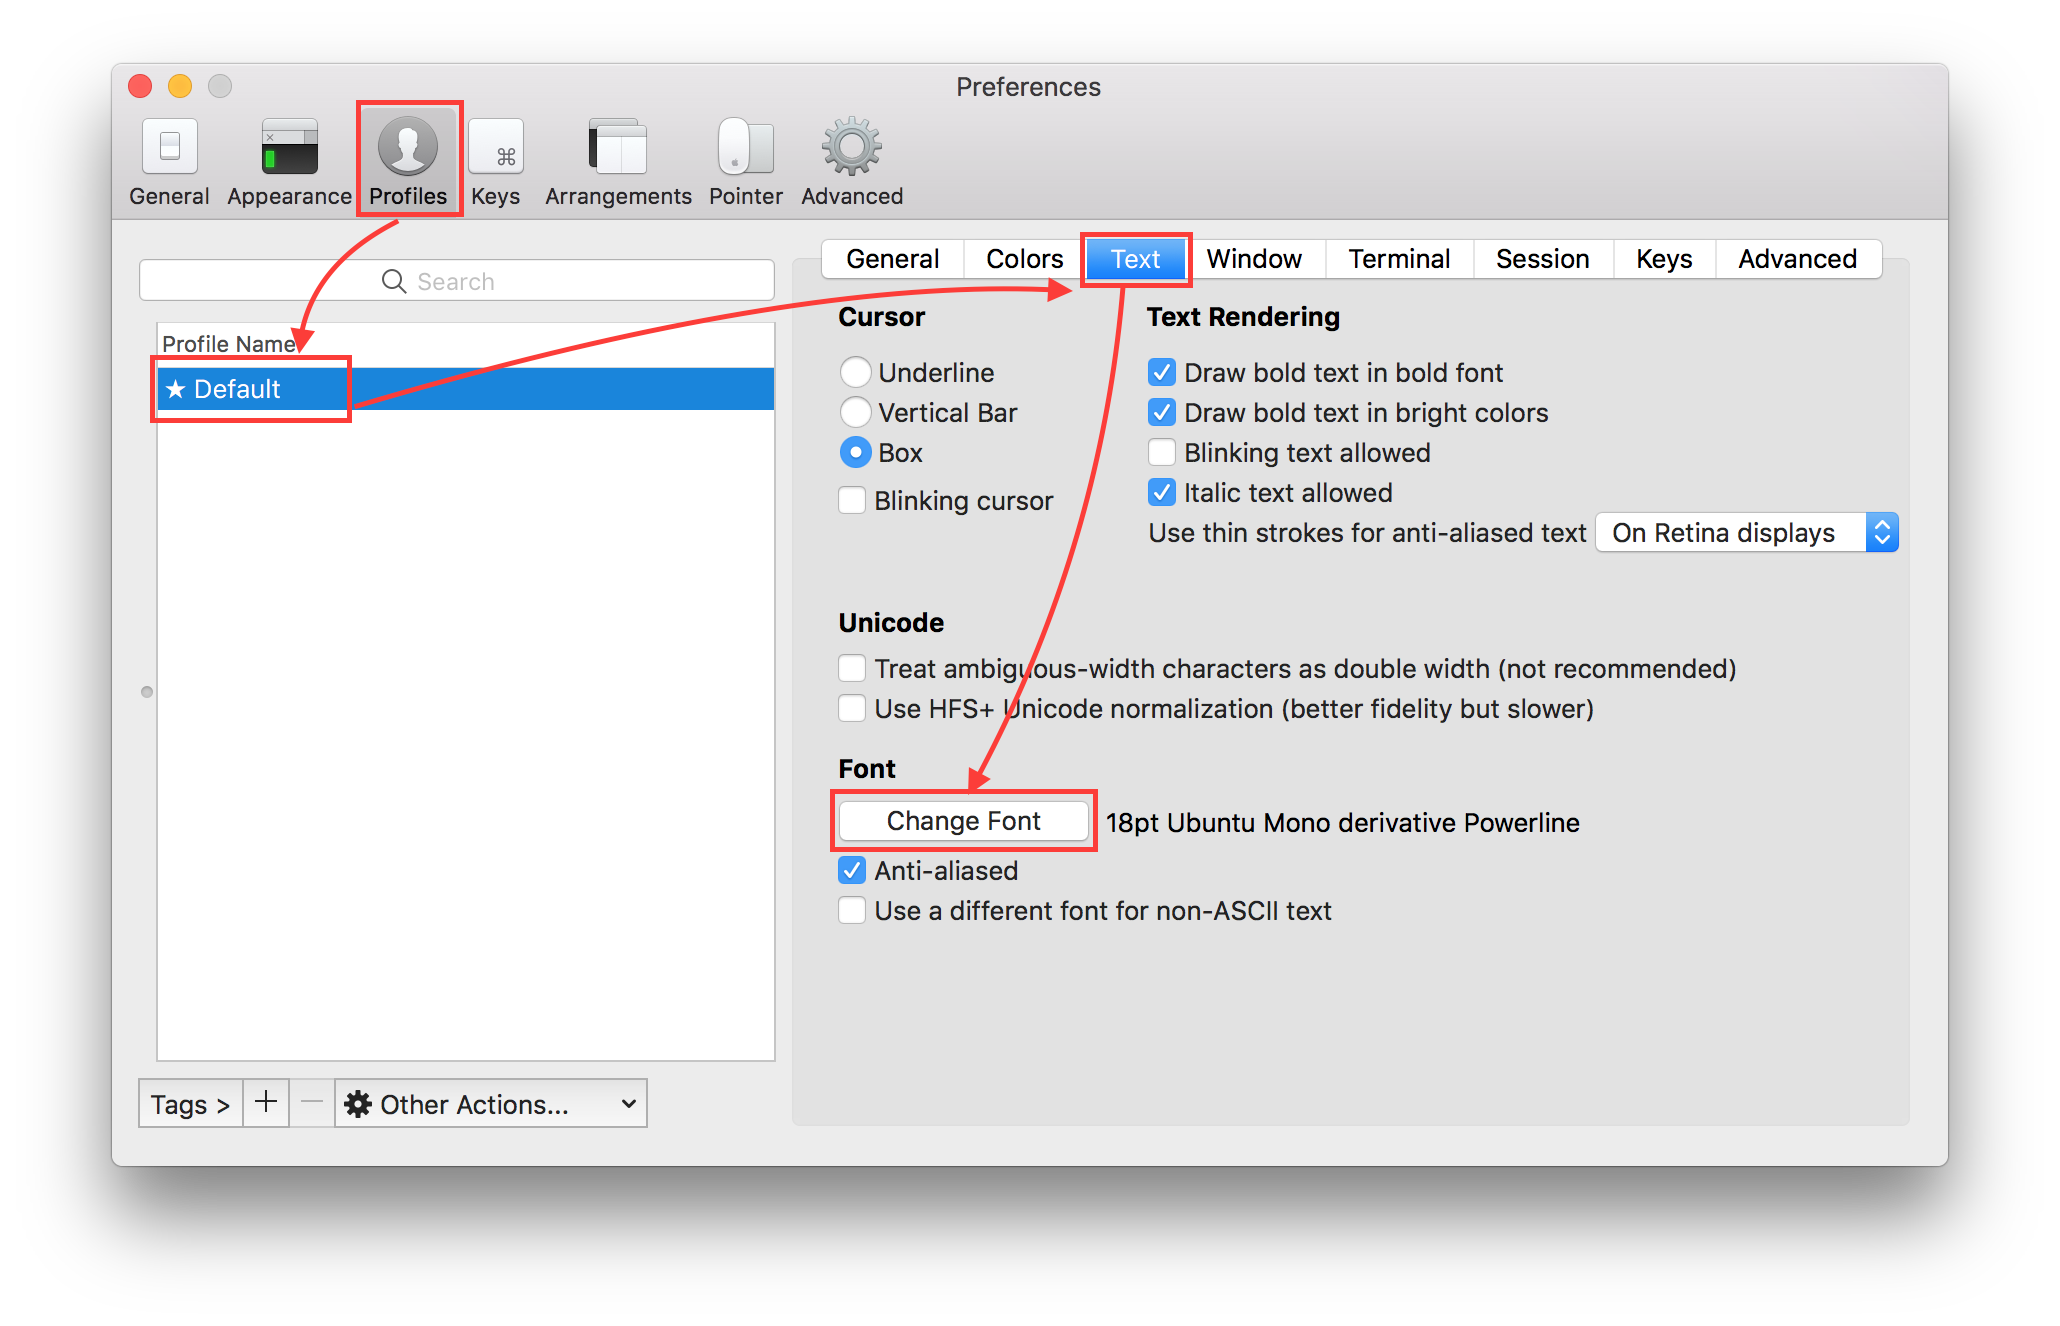 Preferences
General Appearance Profiles Keys Arrangements Pointer Advanced
Search
Profile Name
★ Default
Tags > + — Other Actions...
General Colors Text Window Terminal Session Keys Advanced
Cursor
Underline
Vertical Bar
Box
Blinking cursor
Text Rendering
Draw bold text in bold font
Draw bold text in bright colors
Blinking text allowed
Italic text allowed
Use thin strokes for anti-aliased text On Retina displays
Unicode
Treat ambiguous-width characters as double width (not recommended)
Use HFS+ Unicode normalization (better fidelity but slower)
Font
Change Font 18pt Ubuntu Mono derivative Powerline
Anti-aliased
Use a different font for non-ASCII text